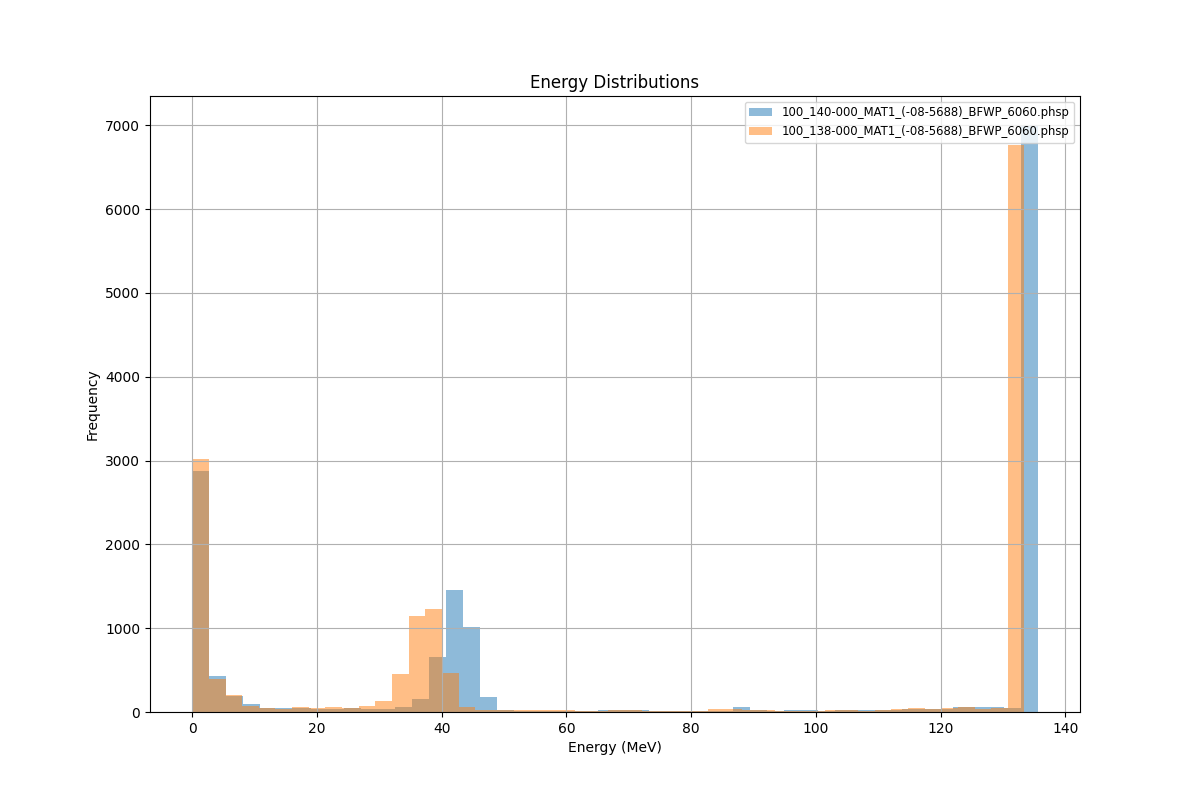 Energy Distributions
100_140-000_MAT1_(-08-5688)_BFWP_6060.phsp
100_138-000_MAT1_(-08-5688)_BFWP_6060.phsp
7000
6000
5000
4000
3000
2000
1000
0
Frequency
0 20 40 60 80 100 120 140
Energy (MeV)